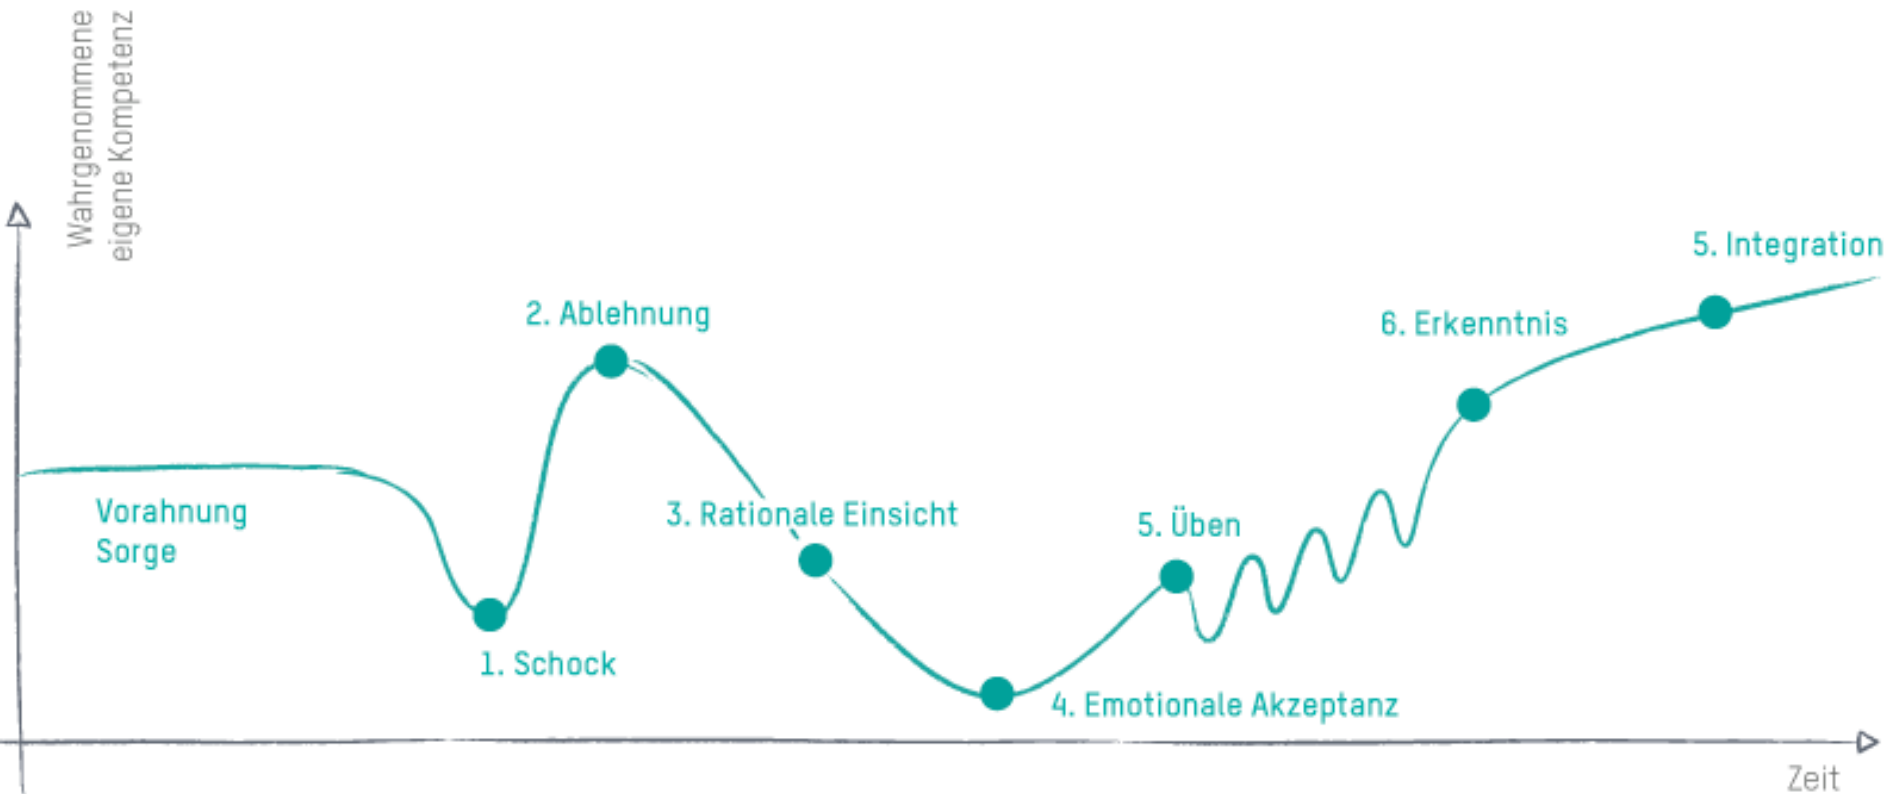 Wahrgenommene
eigene Kompetenz
Vorahnung
Sorge
1. Schock
2. Ablehnung
3. Rationale Einsicht
4. Emotionale Akzeptanz
5. Üben
6. Erkenntnis
5. Integration
Zeit